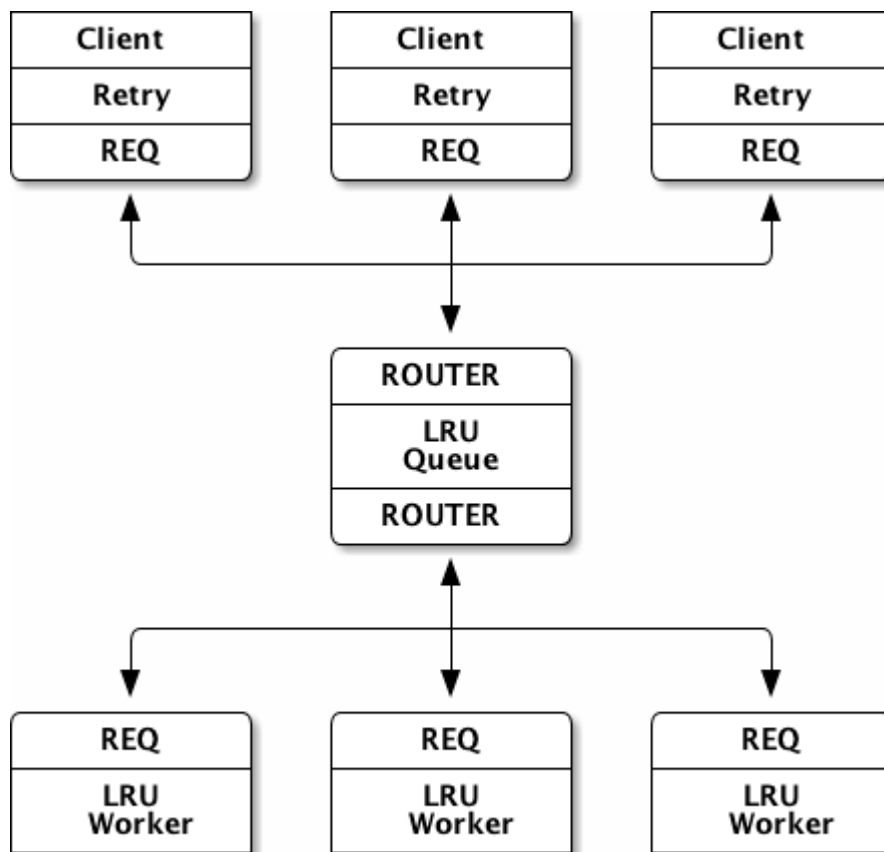 Client Client Client
Retry Retry Retry
REQ REQ REQ
ROUTER
LRU
Queue
ROUTER
REQ REQ REQ
LRU LRU LRU
Worker Worker Worker